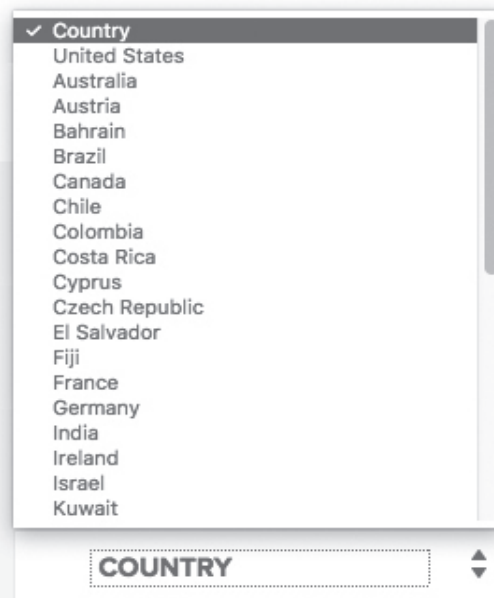 Country
United States
Australia
Austria
Bahrain
Brazil
Canada
Chile
Colombia
Costa Rica
Cyprus
Czech Republic
El Salvador
Fiji
France
Germany
India
Ireland
Israel
Kuwait
COUNTRY